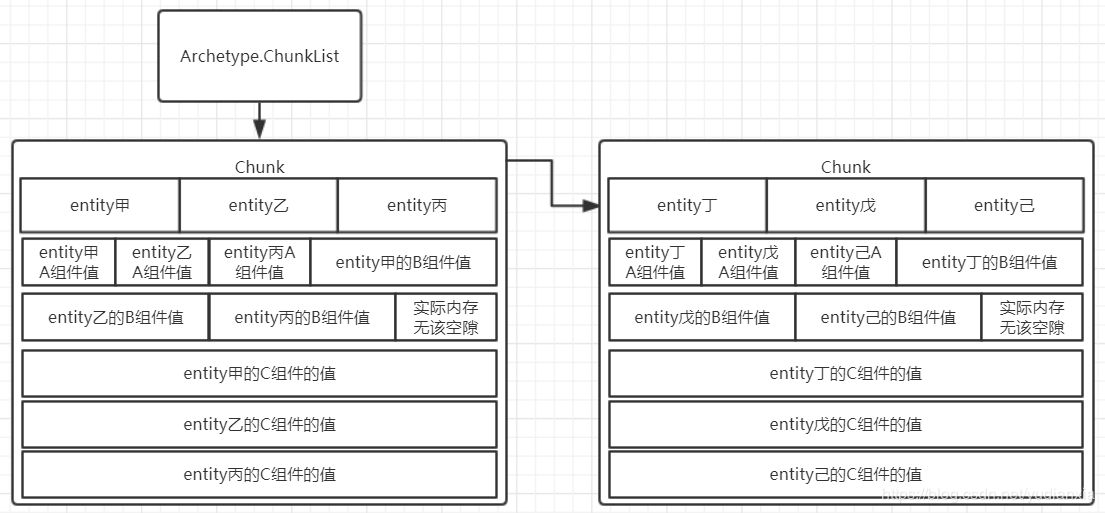 Archetype.ChunkList
Chunk
entity甲
entity乙
entity丙
entity甲
A组件值
entity乙
A组件值
entity丙A
组件值
entity甲的B组件值
entity乙的B组件值
entity丙的B组件值
实际内存
无该空隙
entity甲的C组件的值
entity乙的C组件的值
entity丙的C组件的值
Chunk
entity丁
entity戊
entity己
entity丁
A组件值
entity戊
A组件值
entity己A
组件值
entity丁的B组件值
entity戊的B组件值
entity己的B组件值
实际内存
无该空隙
entity丁的C组件的值
entity戊的C组件的值
entity己的C组件的值